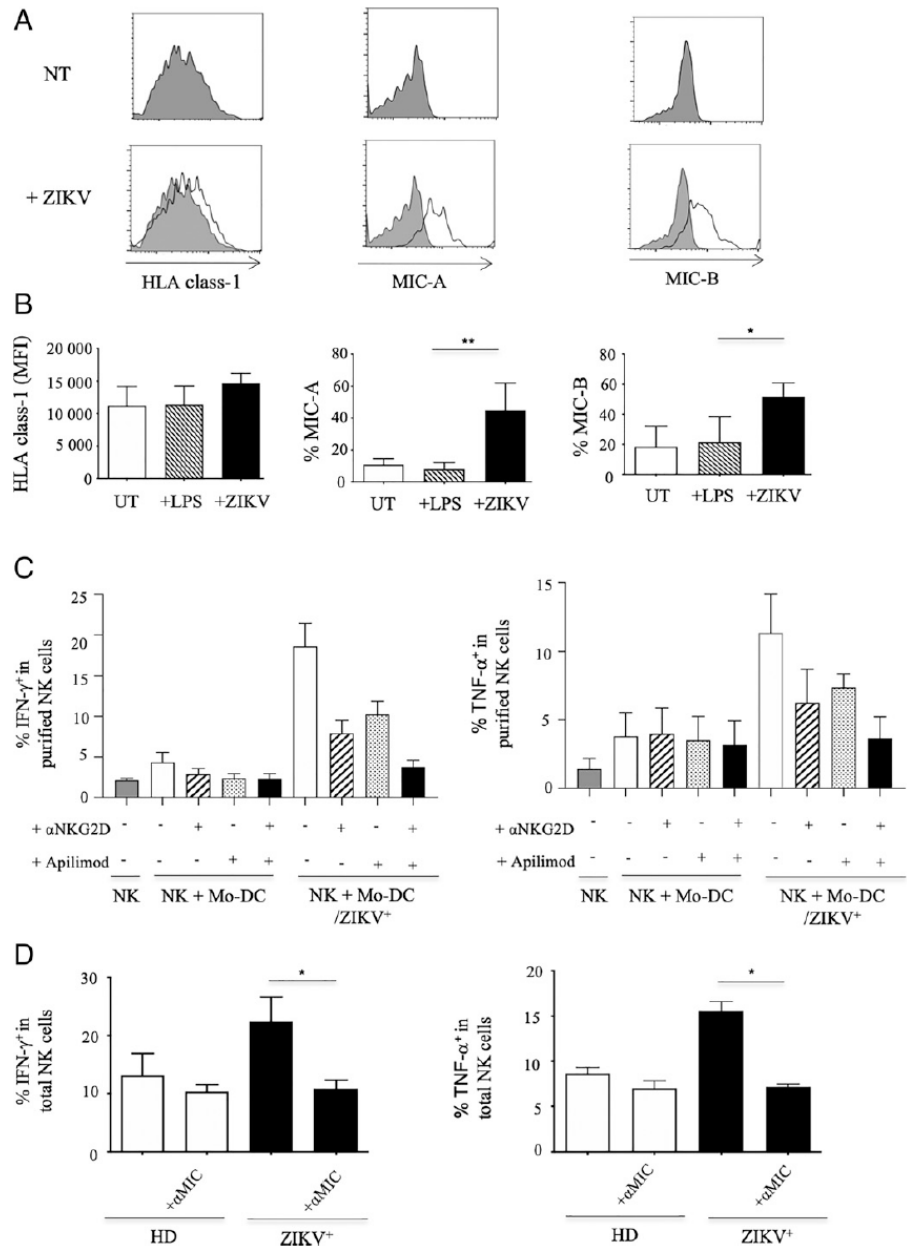 A
NT
+ ZIKV
HLA class-1
MIC-A
MIC-B
B
HLA class-1 (MFI)
20 000
15 000
10 000
5 000
0
UT
+LPS
+ZIKV
% MIC-A
80
60
40
20
0
**
UT
+LPS
+ZIKV
% MIC-B
80
60
40
20
0
*
UT
+LPS
+ZIKV
C
% IFN-γ⁺ in
purified NK cells
25
20
15
10
5
0
+ αNKG2D - - + - + - + - +
+ Apilimod - - - + + - - + +
NK
NK + Mo-DC
NK + Mo-DC
/ZIKV⁺
% TNF-α⁺ in
purified NK cells
15
10
5
0
+ αNKG2D - - + - + - + - +
+ Apilimod - - - + + - - + +
NK
NK + Mo-DC
NK + Mo-DC
/ZIKV⁺
D
% IFN-γ⁺ in
total NK cells
30
20
10
0
*
+αMIC
+αMIC
HD
ZIKV⁺
% TNF-α⁺ in
total NK cells
20
15
10
5
0
*
+αMIC
+αMIC
HD
ZIKV⁺